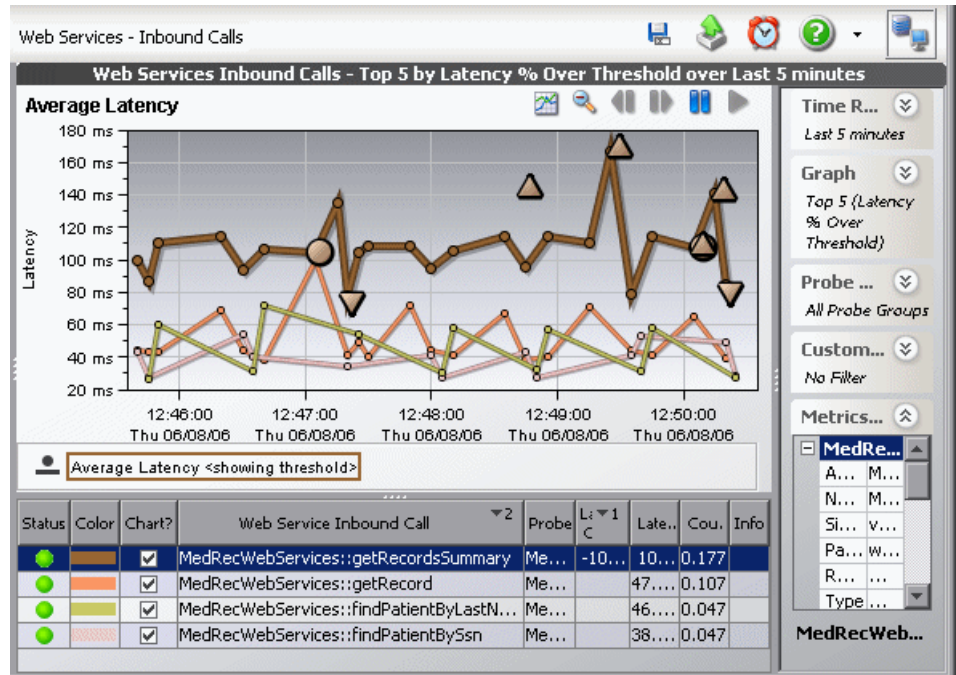 Web Services - Inbound Calls
Web Services Inbound Calls - Top 5 by Latency % Over Threshold over Last 5 minutes
Average Latency
180 ms
160 ms
140 ms
120 ms
100 ms
80 ms
60 ms
40 ms
20 ms
Latency
12:46:00 12:47:00 12:48:00 12:49:00 12:50:00
Thu 06/08/06 Thu 06/08/06 Thu 06/08/06 Thu 06/08/06 Thu 06/08/06
Average Latency <showing threshold>
Status Color Chart? Web Service Inbound Call 2 Probe La 1 Late.. Cou. Info
C
MedRecWebServices::getRecordsSummary Me... -10... 10... 0.177
MedRecWebServices::getRecord Me... 47.... 0.107
MedRecWebServices::findPatientByLastN... Me... 46.... 0.047
MedRecWebServices::findPatientBySsn Me... 38.... 0.047
Time R...
Last 5 minutes
Graph
Top 5 (Latency
% Over
Threshold)
Probe ...
All Probe Groups
Custom...
No Filter
Metrics...
MedRe...
A... M...
N... M...
Si... v...
Pa... w...
R... ...
Type ...
MedRecWeb...